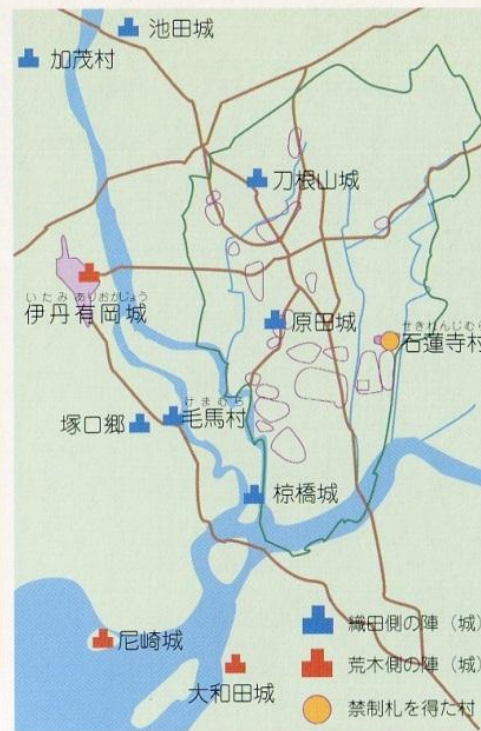 池田城
加茂村
刀根山城
いたみありおかじょう
伊丹有岡城
原田城
せきれんじむら
石蓮寺村
けまむら
毛馬村
塚口郷
椋橋城
尼崎城
大和田城
織田側の陣（城）
荒木側の陣（城）
禁制札を得た村